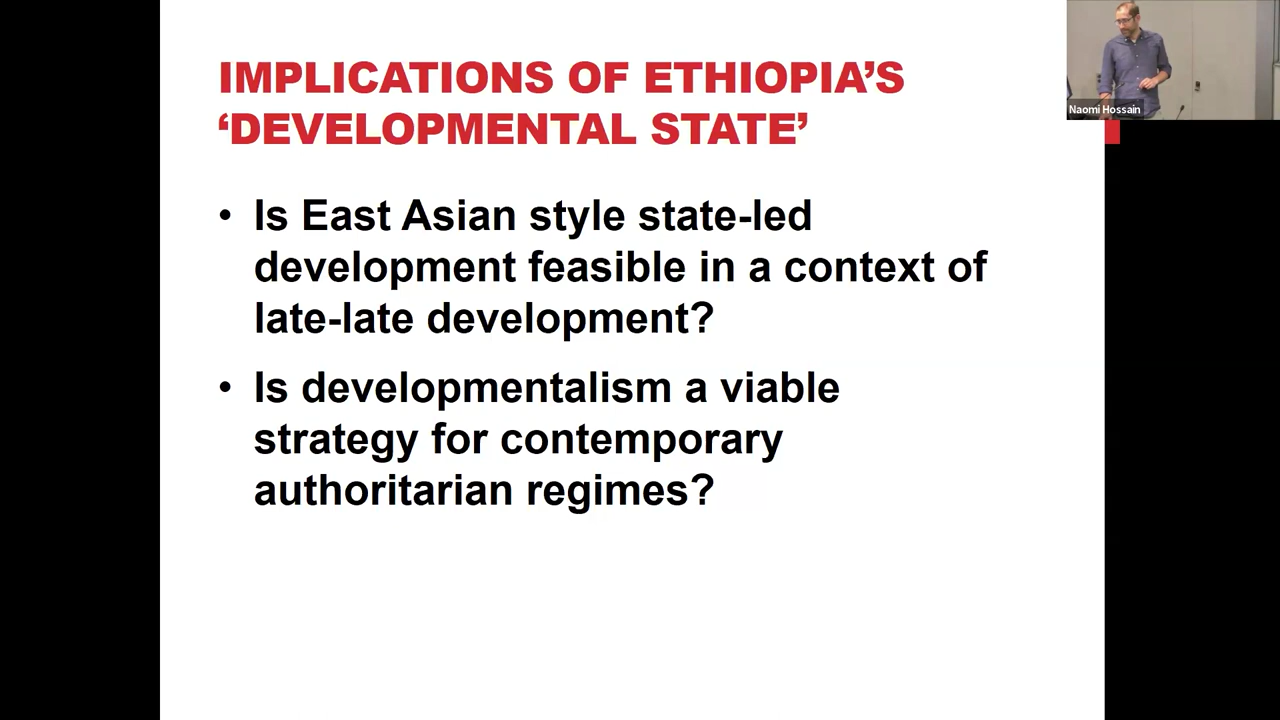 IMPLICATIONS OF ETHIOPIA’S
‘DEVELOPMENTAL STATE’
• Is East Asian style state-led
development feasible in a context of
late-late development?
• Is developmentalism a viable
strategy for contemporary
authoritarian regimes?
Naomi Hossain